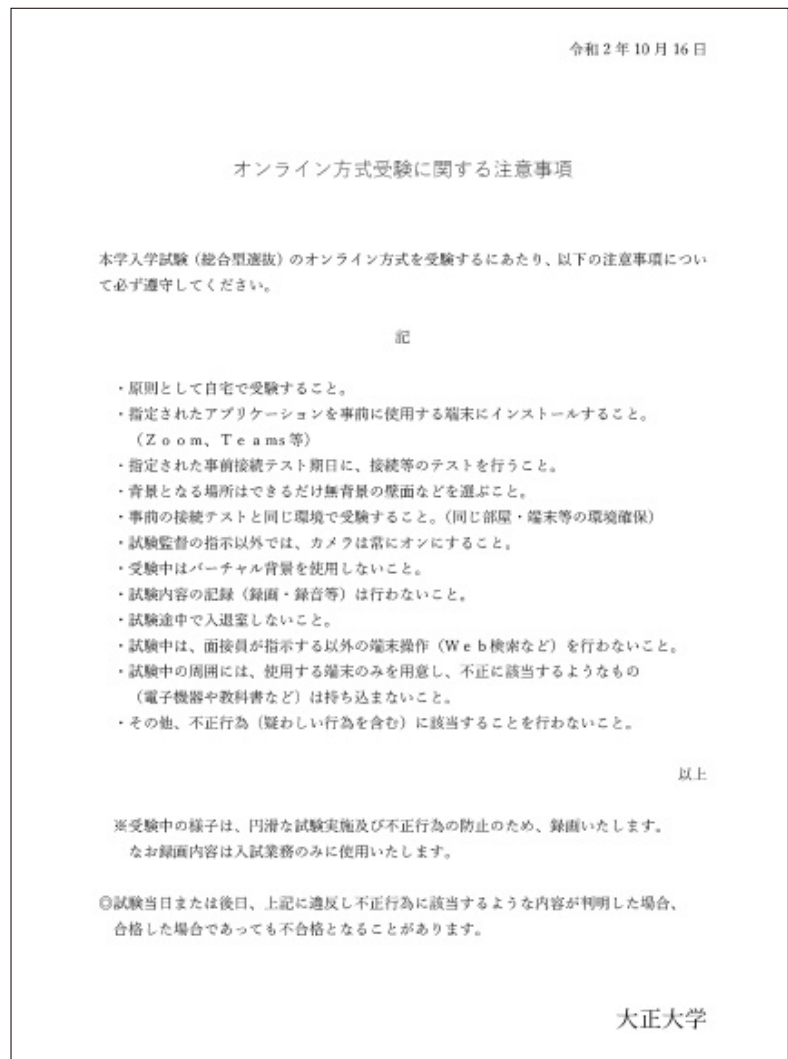 令和2年10月16日
オンライン方式受験に関する注意事項
本学入学試験（総合型選抜）のオンライン方式を受験するにあたり、以下の注意事項につい
て必ず遵守してください。
記
・原則として自宅で受験すること。
・指定されたアプリケーションを事前に使用する端末にインストールすること。
（Ｚｏｏｍ、Ｔｅａｍｓ等）
・指定された事前接続テスト期日に、接続等のテストを行うこと。
・背景となる場所はできるだけ無背景の壁面などを選ぶこと。
・事前の接続テストと同じ環境で受験すること。（同じ部屋・端末等の環境確保）
・試験監督の指示以外では、カメラは常にオンにすること。
・受験中はバーチャル背景を使用しないこと。
・試験内容の記録（録画・録音等）は行わないこと。
・試験途中で入退室しないこと。
・試験中は、面接員が指示する以外の端末操作（Ｗｅｂ検索など）を行わないこと。
・試験中の周囲には、使用する端末のみを用意し、不正に該当するようなもの
（電子機器や教科書など）は持ち込まないこと。
・その他、不正行為（疑わしい行為を含む）に該当することを行わないこと。
以上
※受験中の様子は、円滑な試験実施及び不正行為の防止のため、録画いたします。
なお録画内容は入試業務のみに使用いたします。
◎試験当日または後日、上記に違反し不正行為に該当するような内容が判明した場合、
合格した場合であっても不合格となることがあります。
大正大学